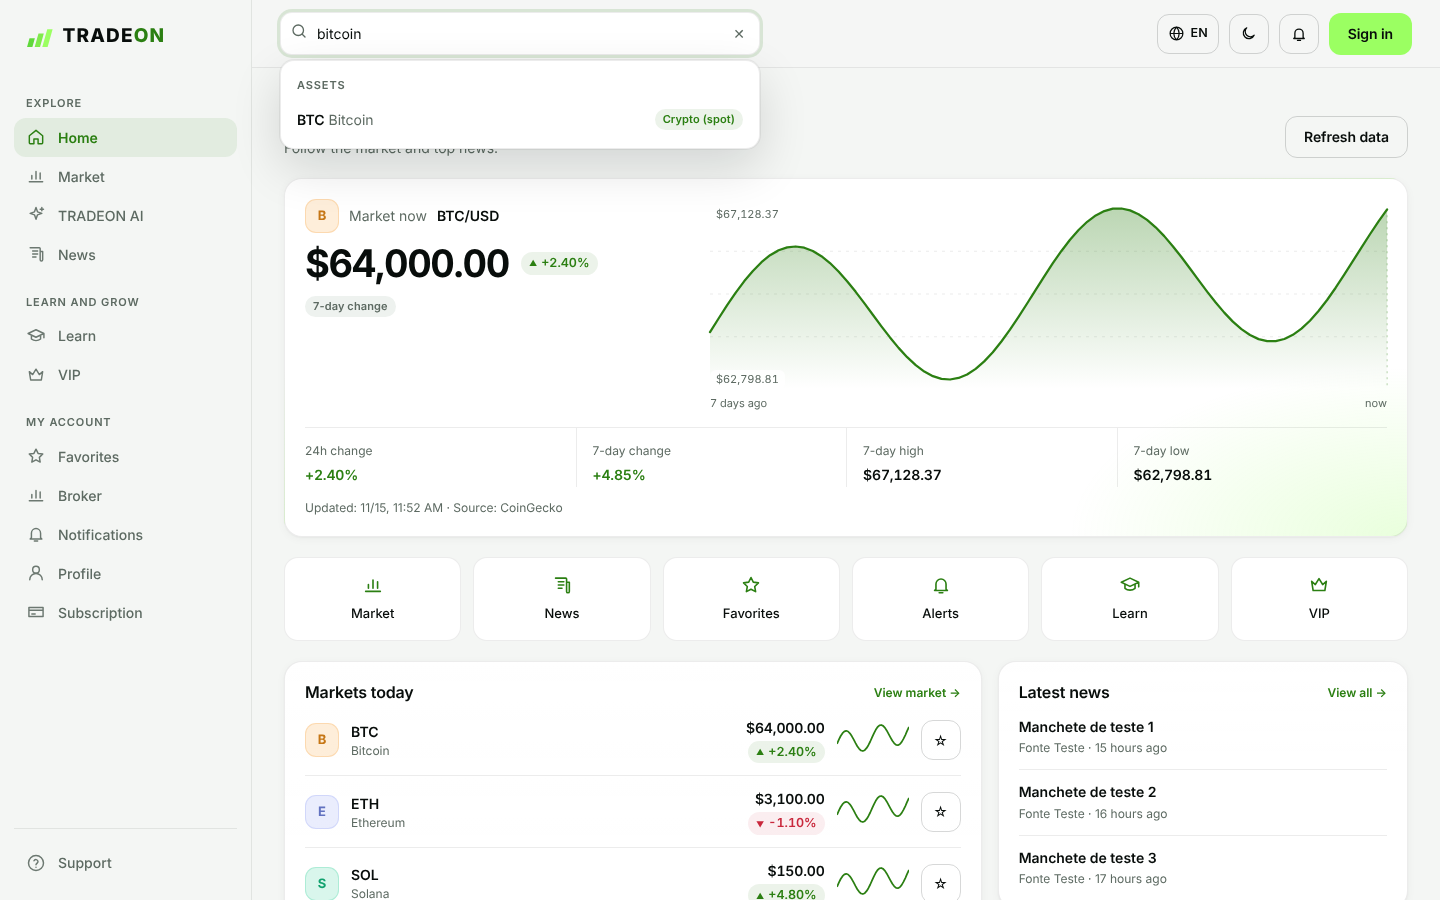 TRADEON
bitcoin
EN
Sign in
ASSETS
BTC Bitcoin
Crypto (spot)
EXPLORE
Home
Market
TRADEON AI
News
LEARN AND GROW
Learn
VIP
MY ACCOUNT
Favorites
Broker
Notifications
Profile
Subscription
Support
Follow the market and top news.
Refresh data
B
Market now BTC/USD
$64,000.00
+2.40%
7-day change
$67,128.37
$62,798.81
7 days ago
now
24h change
+2.40%
7-day change
+4.85%
7-day high
$67,128.37
7-day low
$62,798.81
Updated: 11/15, 11:52 AM · Source: CoinGecko
Market
News
Favorites
Alerts
Learn
VIP
Markets today
View market →
B
BTC
Bitcoin
$64,000.00
+2.40%
E
ETH
Ethereum
$3,100.00
-1.10%
S
SOL
Solana
$150.00
+4.80%
Latest news
View all →
Manchete de teste 1
Fonte Teste · 15 hours ago
Manchete de teste 2
Fonte Teste · 16 hours ago
Manchete de teste 3
Fonte Teste · 17 hours ago